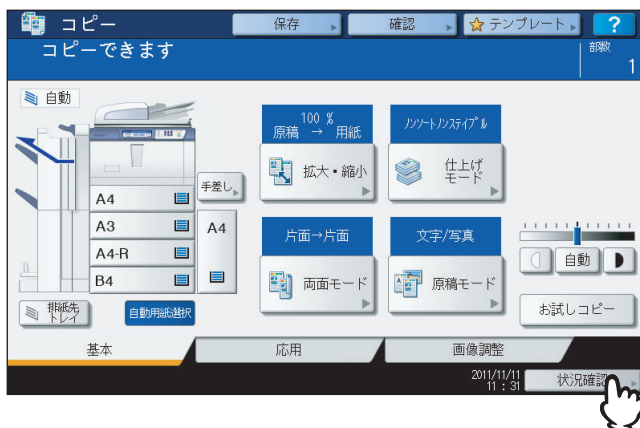 コピー
保存
確認
テンプレート
?
コピーできます
部数
1
自動
100 %
原稿 → 用紙
ノンソートノンステイプル
拡大・縮小
仕上げ
モード
手差し
A4
A3
A4-R
B4
A4
片面→片面
文字/写真
両面モード
原稿モード
自動
排紙先
トレイ
自動用紙選択
お試しコピー
基本
応用
画像調整
2011/11/11
11 : 31
状況確認